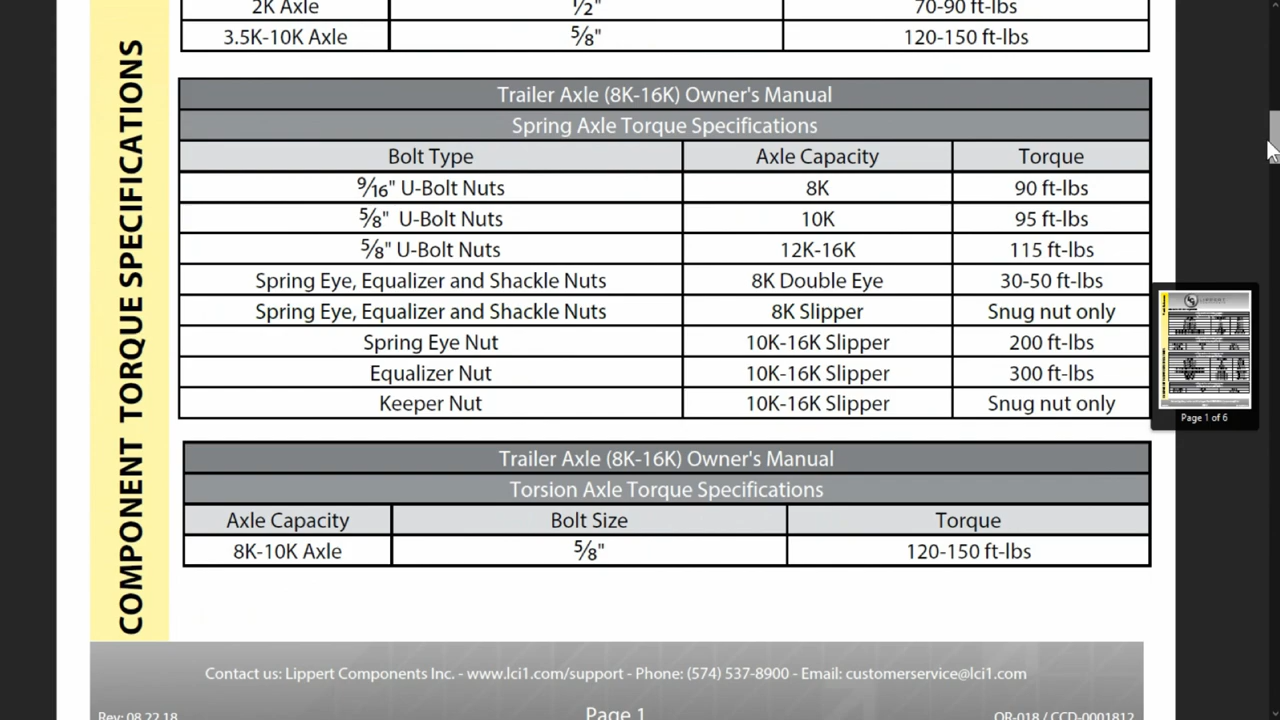 2K Axle ½" 70-90 ft-lbs
3.5K-10K Axle ⅝" 120-150 ft-lbs
Trailer Axle (8K-16K) Owner's Manual
Spring Axle Torque Specifications
Bolt Type Axle Capacity Torque
9⁄16" U-Bolt Nuts 8K 90 ft-lbs
⅝" U-Bolt Nuts 10K 95 ft-lbs
⅝" U-Bolt Nuts 12K-16K 115 ft-lbs
Spring Eye, Equalizer and Shackle Nuts 8K Double Eye 30-50 ft-lbs
Spring Eye, Equalizer and Shackle Nuts 8K Slipper Snug nut only
Spring Eye Nut 10K-16K Slipper 200 ft-lbs
Equalizer Nut 10K-16K Slipper 300 ft-lbs
Keeper Nut 10K-16K Slipper Snug nut only
Trailer Axle (8K-16K) Owner's Manual
Torsion Axle Torque Specifications
Axle Capacity Bolt Size Torque
8K-10K Axle ⅝" 120-150 ft-lbs
COMPONENT TORQUE SPECIFICATIONS
Contact us: Lippert Components Inc. - www.lci1.com/support - Phone: (574) 537-8900 - Email: customerservice@lci1.com
Rev: 08.22.18 Page 1 OR-018 / CCD-0001812
Page 1 of 6